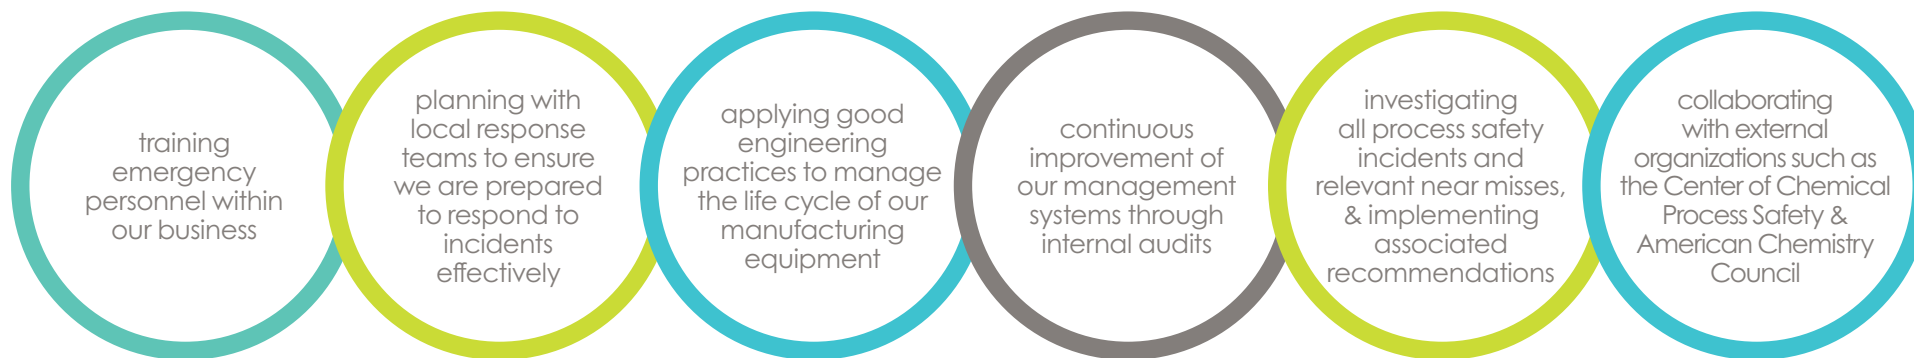 training
emergency
personnel within
our business
planning with
local response
teams to ensure
we are prepared
to respond to
incidents
effectively
applying good
engineering
practices to manage
the life cycle of our
manufacturing
equipment
continuous
improvement of
our management
systems through
internal audits
investigating
all process safety
incidents and
relevant near misses,
& implementing
associated
recommendations
collaborating
with external
organizations such as
the Center of Chemical
Process Safety &
American Chemistry
Council